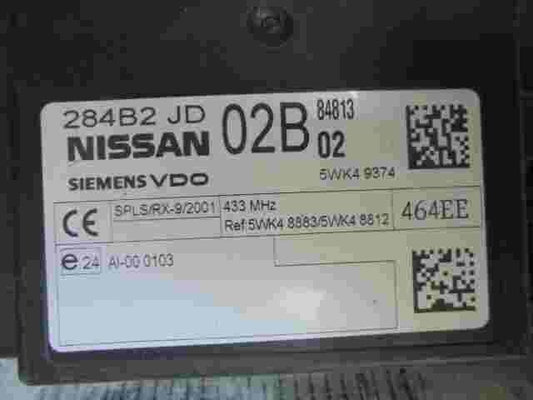 284B2 JD 02B 84813
NISSAN 02
SIEMENS VDO 5WK4 9374
CE SPLS/RX-9/2001 433 MHz 464EE
Ref:5WK4 8883/5WK4 8812
e 24 AI-00 0103